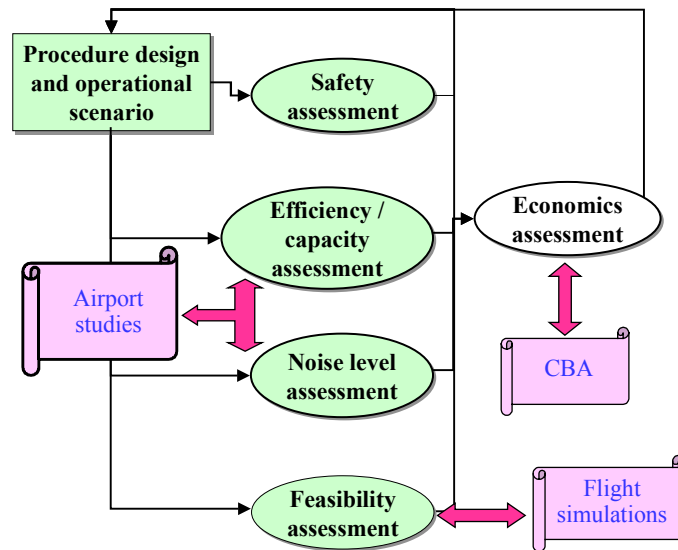 Procedure design
and operational
scenario
Safety
assessment
Efficiency /
capacity
assessment
Economics
assessment
Airport
studies
Noise level
assessment
CBA
Feasibility
assessment
Flight
simulations